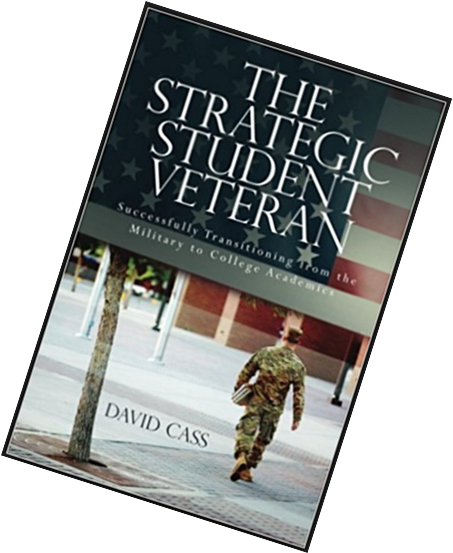 THE
STRATEGIC
STUDENT
VETERAN
Successfully Transitioning from the
Military to College Academics
DAVID CASS